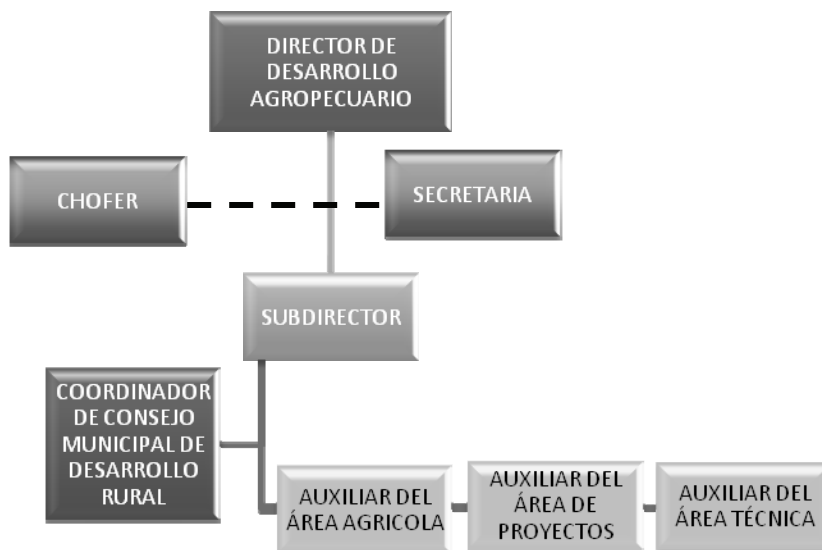 DIRECTOR DE
DESARROLLO
AGROPECUARIO
CHOFER
SECRETARIA
SUBDIRECTOR
COORDINADOR
DE CONSEJO
MUNICIPAL DE
DESARROLLO
RURAL
AUXILIAR DEL
ÁREA AGRICOLA
AUXILIAR DEL
ÁREA DE
PROYECTOS
AUXILIAR DEL
ÁREA TÉCNICA